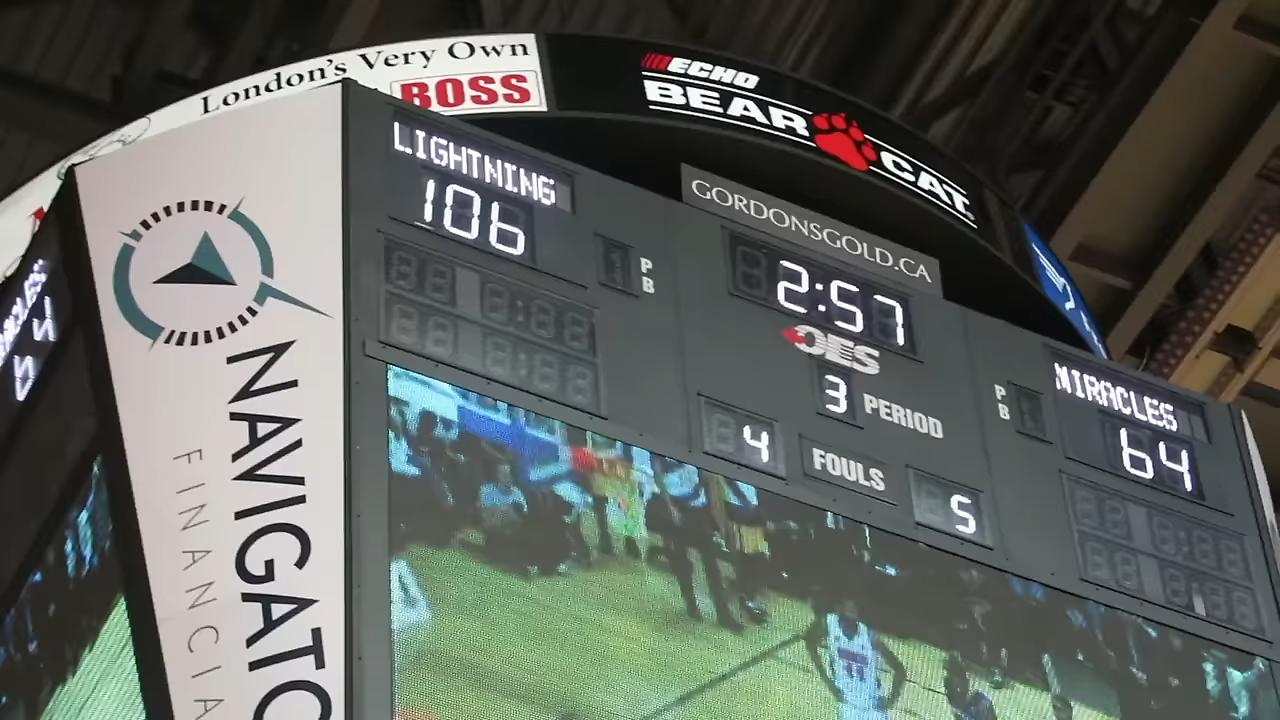 London's Very Own
ROSS
ECHO
BEAR CAT
LIGHTNING
106
P
B
GORDONSGOLD.CA
2:57
OES
3 PERIOD
4 FOULS 5
MIRACLES
64
P
B
NAVIGATO
FINANCIA